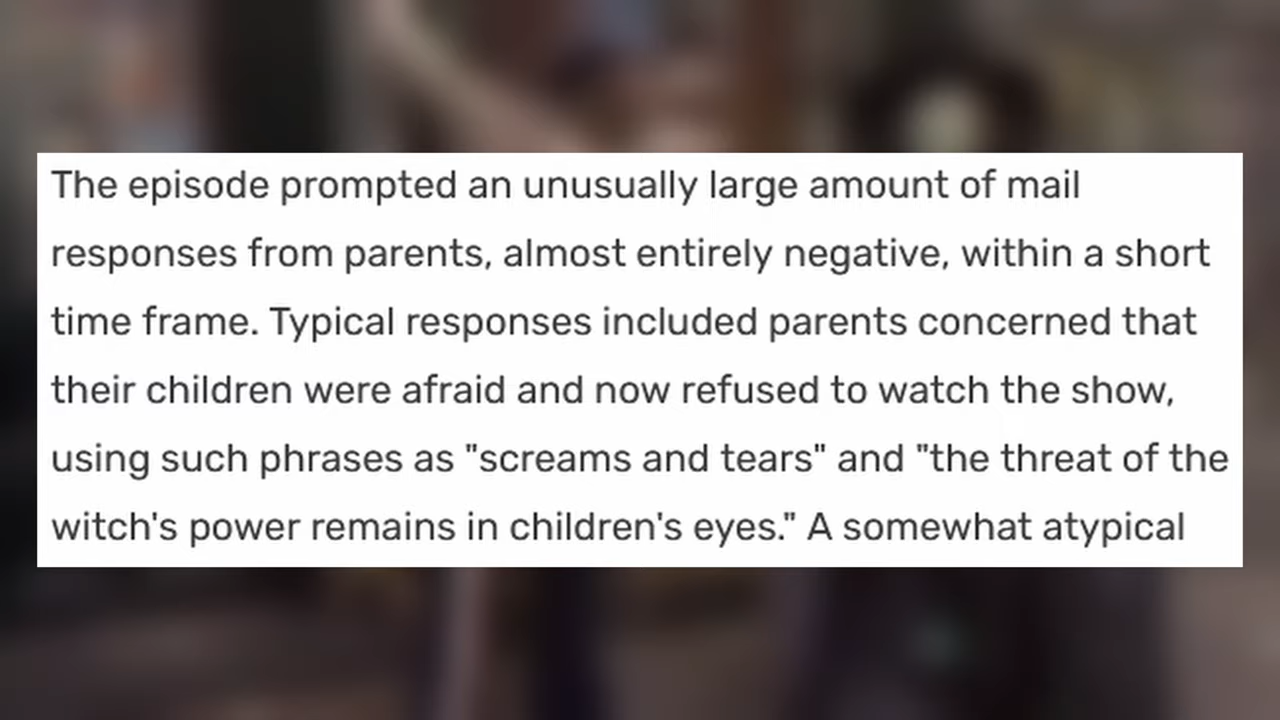 The episode prompted an unusually large amount of mail
responses from parents, almost entirely negative, within a short
time frame. Typical responses included parents concerned that
their children were afraid and now refused to watch the show,
using such phrases as "screams and tears" and "the threat of the
witch's power remains in children's eyes." A somewhat atypical